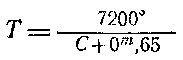 T = 7200° / C + 0ᵐ,65